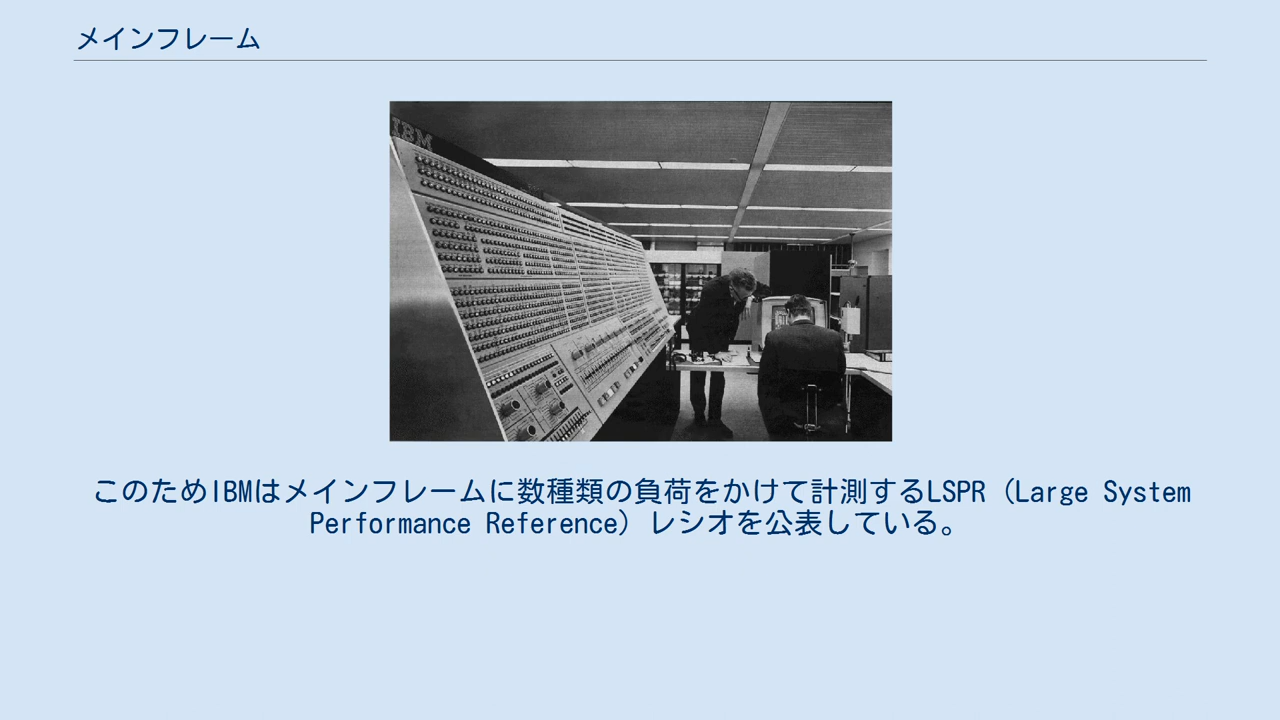 メインフレーム
IBM
このためIBMはメインフレームに数種類の負荷をかけて計測するLSPR（Large System
Performance Reference）レシオを公表している。